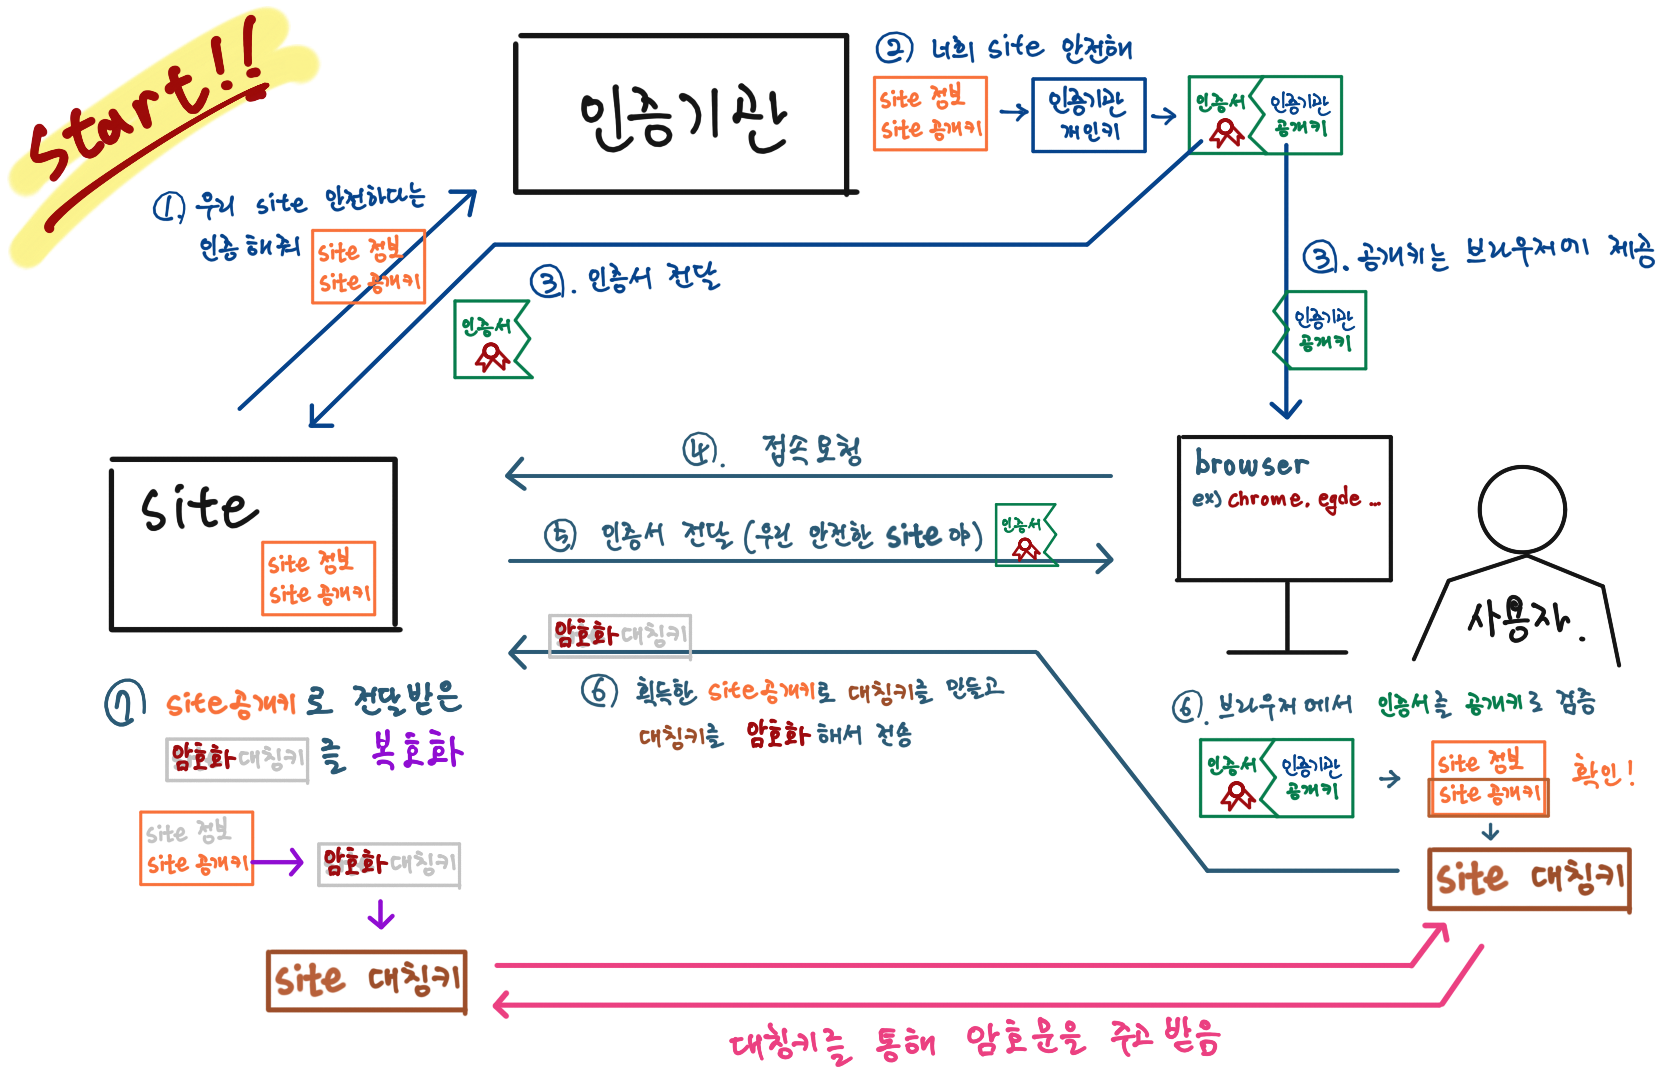 start!!
인증기관
② 너희 site 안전해
site 정보
site 공개키
인증기관
개인키
인증서
인증기관
공개키
①. 우리 site 안전하다는
인증해줘
site 정보
site 공개키
③. 인증서 전달
인증서
③. 공개키는 브라우저에 제공
인증기관
공개키
site
site 정보
site 공개키
④. 접속요청
⑤ 인증서 전달 (우린 안전한 site야)
인증서
browser
ex) chrome, egde ...
사용자.
암호화 대칭키
⑥ 획득한 site공개키로 대칭키를 만들고
대칭키를 암호화해서 전송
⑥. 브라우저에서 인증서를 공개키로 검증
인증서
인증기관
공개키
site 정보
site 공개키
확인!
site 대칭키
⑦ site공개키로 전달받은
암호화 대칭키 를 복호화
site 정보
site 공개키
암호화 대칭키
site 대칭키
대칭키를 통해 암호문을 주고받음